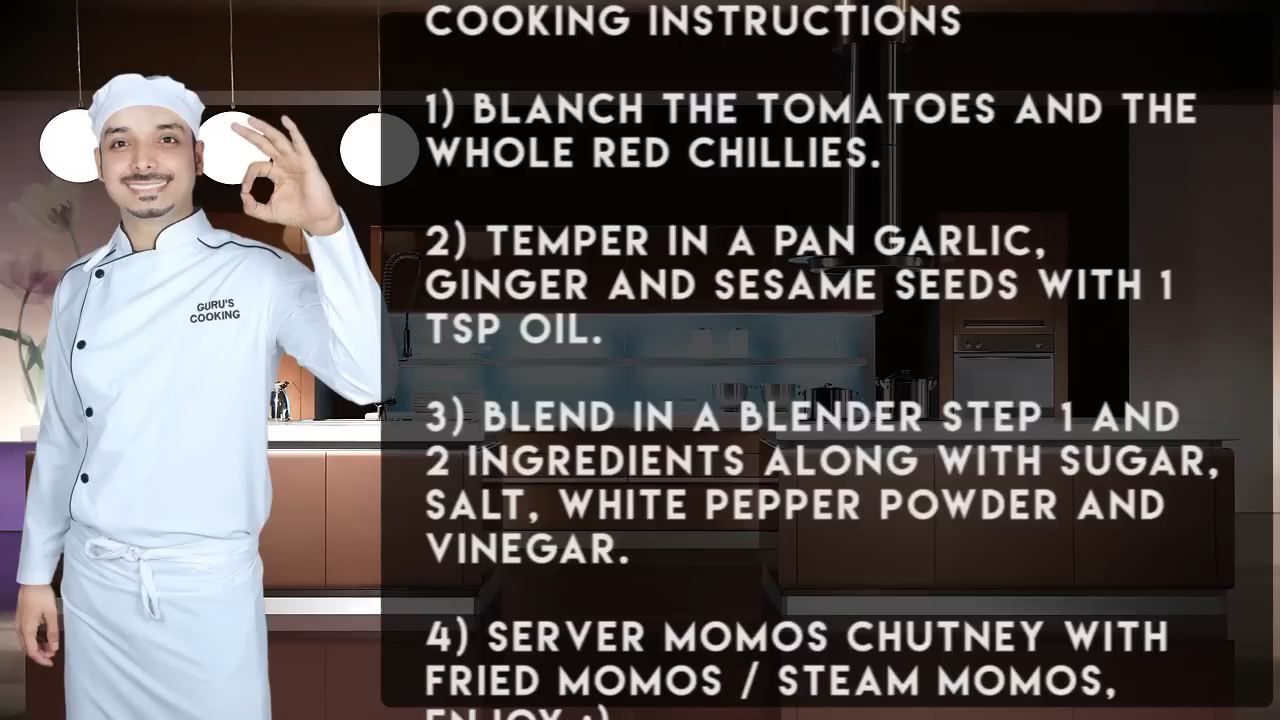 COOKING INSTRUCTIONS
1) BLANCH THE TOMATOES AND THE
WHOLE RED CHILLIES.
2) TEMPER IN A PAN GARLIC,
GINGER AND SESAME SEEDS WITH 1
TSP OIL.
3) BLEND IN A BLENDER STEP 1 AND
2 INGREDIENTS ALONG WITH SUGAR,
SALT, WHITE PEPPER POWDER AND
VINEGAR.
4) SERVER MOMOS CHUTNEY WITH
FRIED MOMOS / STEAM MOMOS,
ENJOY :)
GURU'S
COOKING